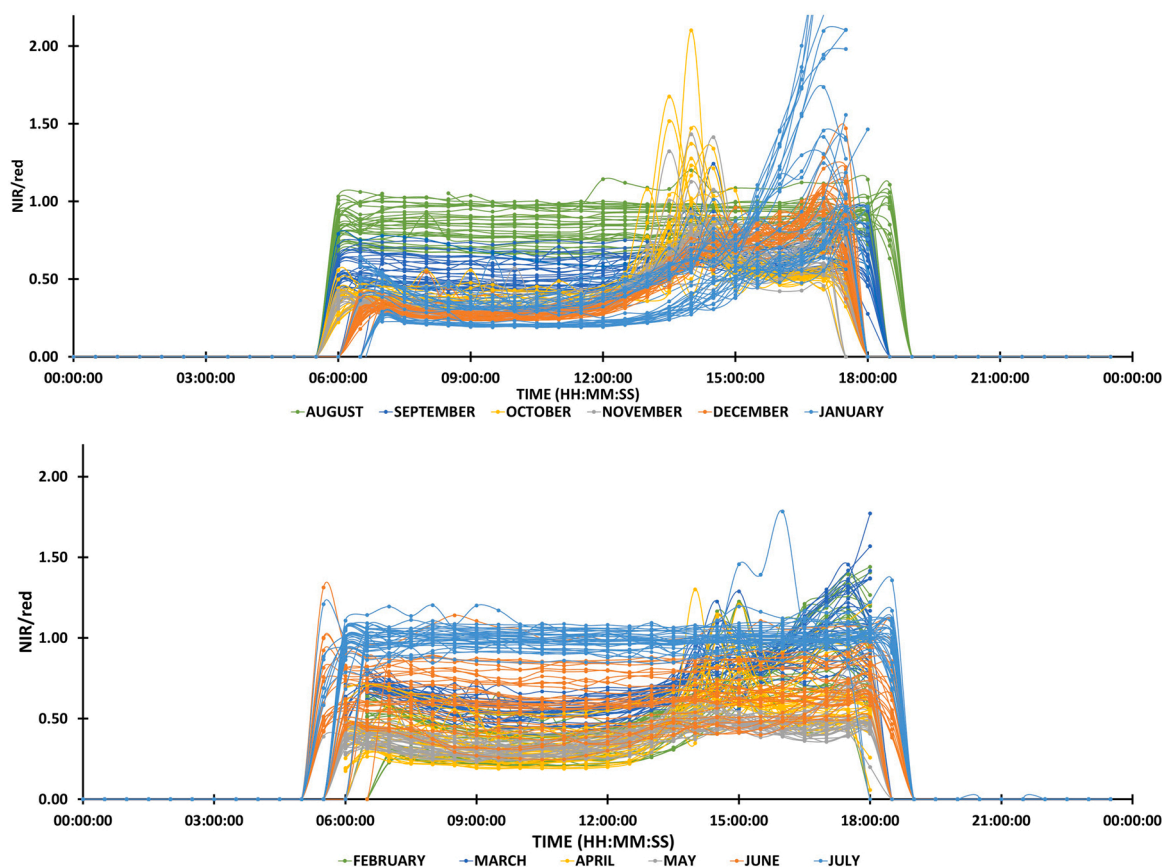 2.00
1.50
1.00
0.50
0.00
NIR/red
00:00:00 03:00:00 06:00:00 09:00:00 12:00:00 15:00:00 18:00:00 21:00:00 00:00:00
TIME (HH:MM:SS)
AUGUST SEPTEMBER OCTOBER NOVEMBER DECEMBER JANUARY
2.00
1.50
1.00
0.50
0.00
NIR/red
00:00:00 03:00:00 06:00:00 09:00:00 12:00:00 15:00:00 18:00:00 21:00:00 00:00:00
TIME (HH:MM:SS)
FEBRUARY MARCH APRIL MAY JUNE JULY